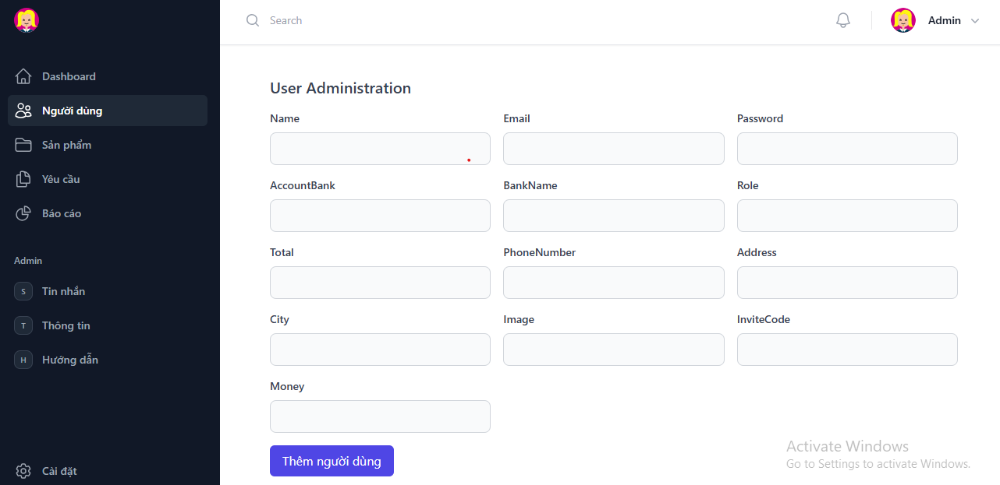 Search
Admin
Dashboard
Người dùng
Sản phẩm
Yêu cầu
Báo cáo
Admin
S Tin nhắn
T Thông tin
H Hướng dẫn
Cài đặt
User Administration
Name Email Password
AccountBank BankName Role
Total PhoneNumber Address
City Image InviteCode
Money
Thêm người dùng
Activate Windows
Go to Settings to activate Windows.